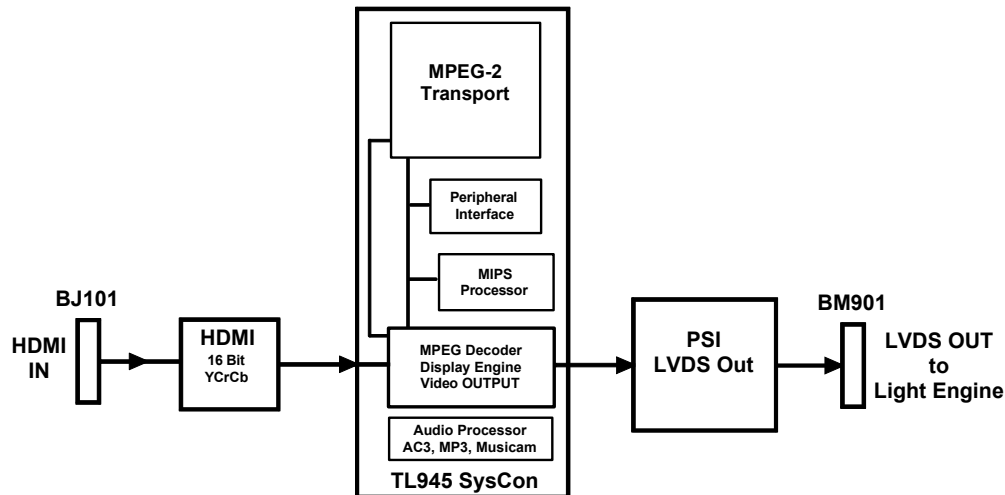 MPEG-2
Transport
Peripheral
Interface
MIPS
Processor
BJ101
HDMI
IN
HDMI
16 Bit
YCrCb
MPEG Decoder
Display Engine
Video OUTPUT
PSI
LVDS Out
BM901
LVDS OUT
to
Light Engine
Audio Processor
AC3, MP3, Musicam
TL945 SysCon